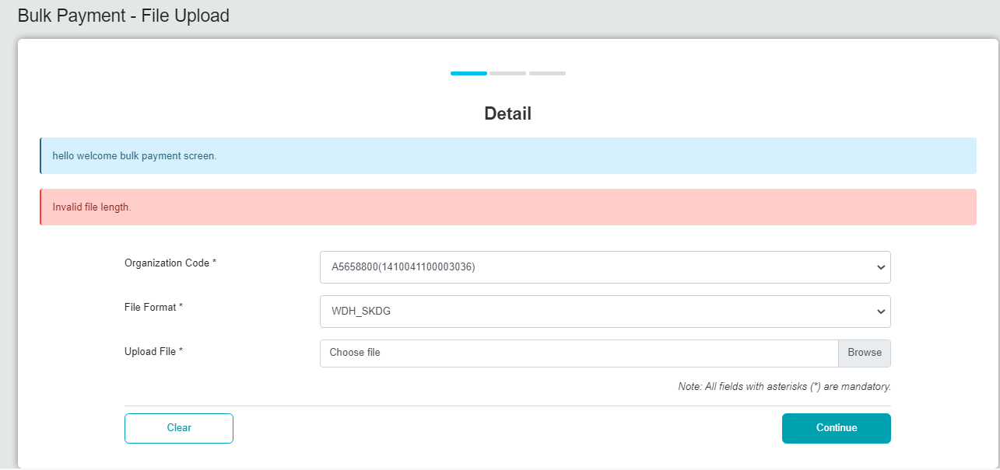 Bulk Payment - File Upload
Detail
hello welcome bulk payment screen.
Invalid file length.
Organization Code *
A5658800(1410041100003036)
File Format *
WDH_SKDG
Upload File *
Choose file
Browse
Note: All fields with asterisks (*) are mandatory.
Clear
Continue